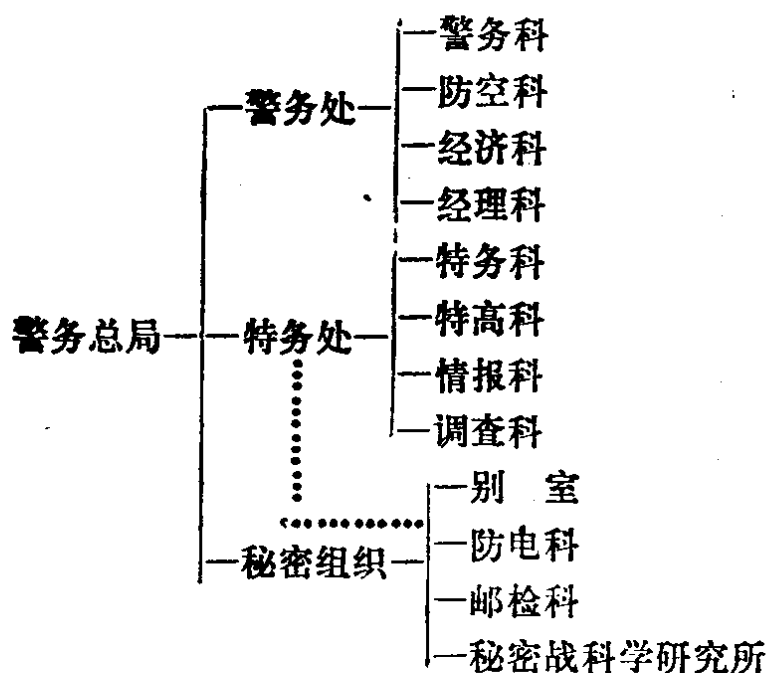 警务科
防空科
警务处
经济科
经理科
特务科
特高科
警务总局
特务处
情报科
调查科
别 室
防电科
秘密组织
邮检科
秘密战科学研究所